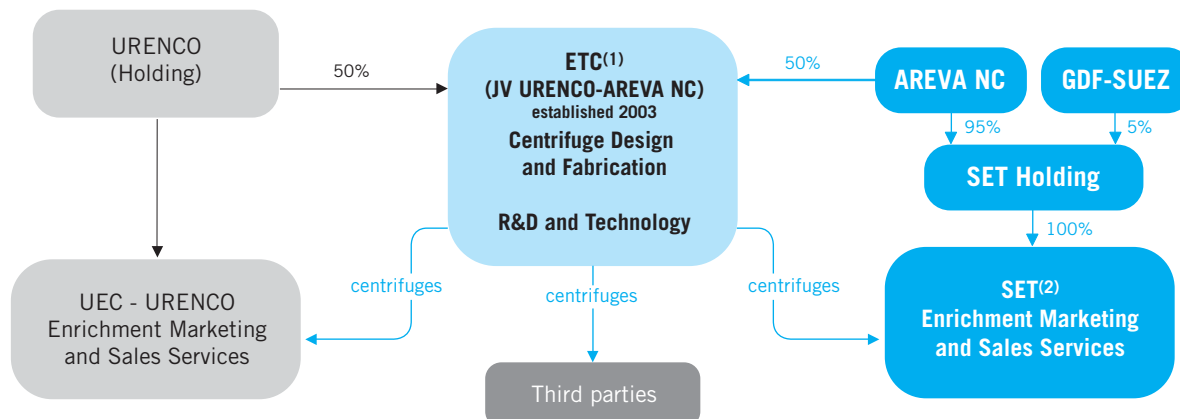 URENCO
(Holding)
50%
ETC(1)
(JV URENCO-AREVA NC)
established 2003
Centrifuge Design
and Fabrication
R&D and Technology
50%
AREVA NC
GDF-SUEZ
95%
5%
SET Holding
100%
centrifuges
centrifuges
centrifuges
UEC - URENCO
Enrichment Marketing
and Sales Services
SET(2)
Enrichment Marketing
and Sales Services
Third parties